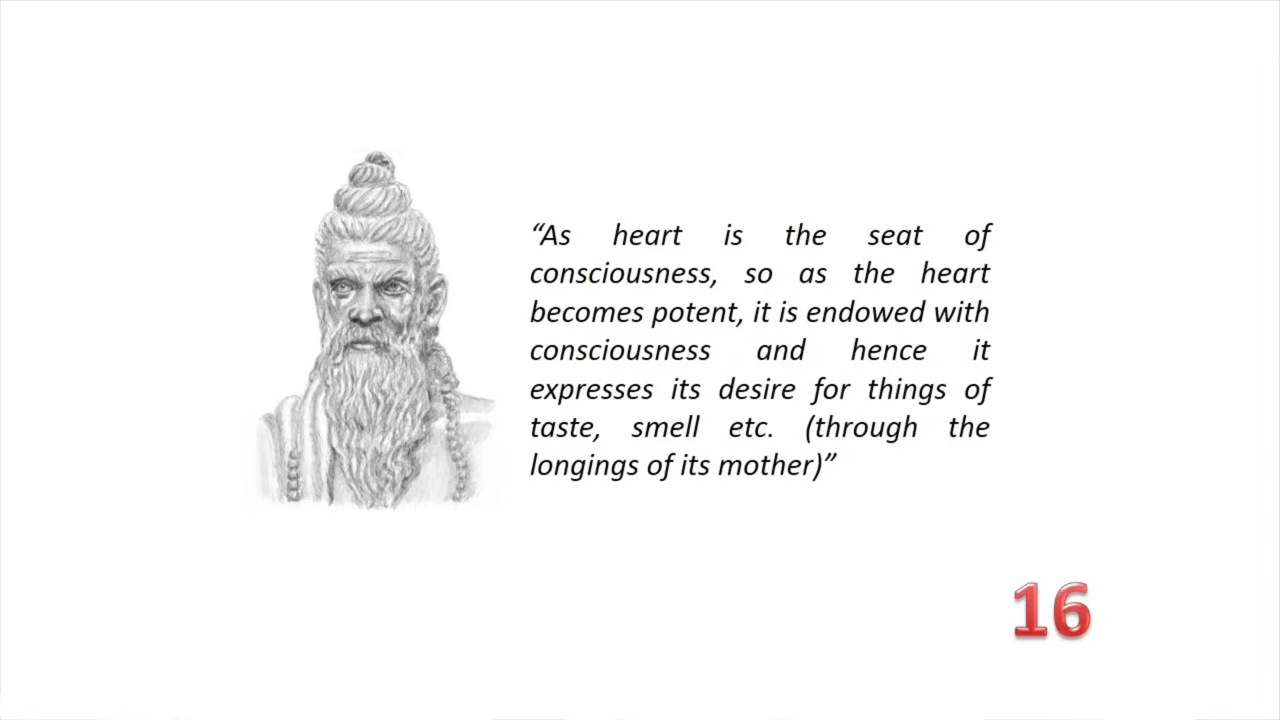 “As heart is the seat of
consciousness, so as the heart
becomes potent, it is endowed with
consciousness and hence it
expresses its desire for things of
taste, smell etc. (through the
longings of its mother)”
16